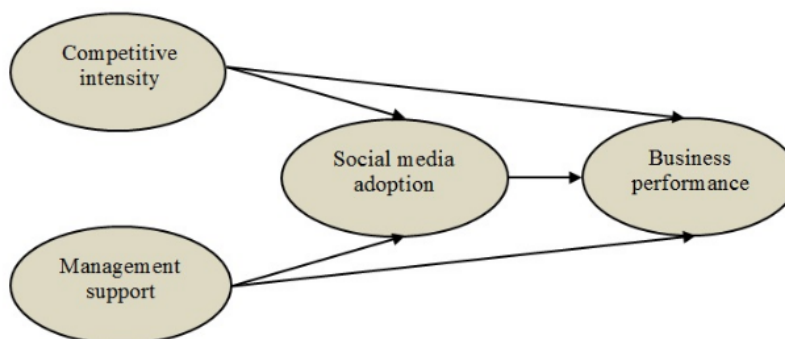 Competitive
intensity
Social media
adoption
Business
performance
Management
support